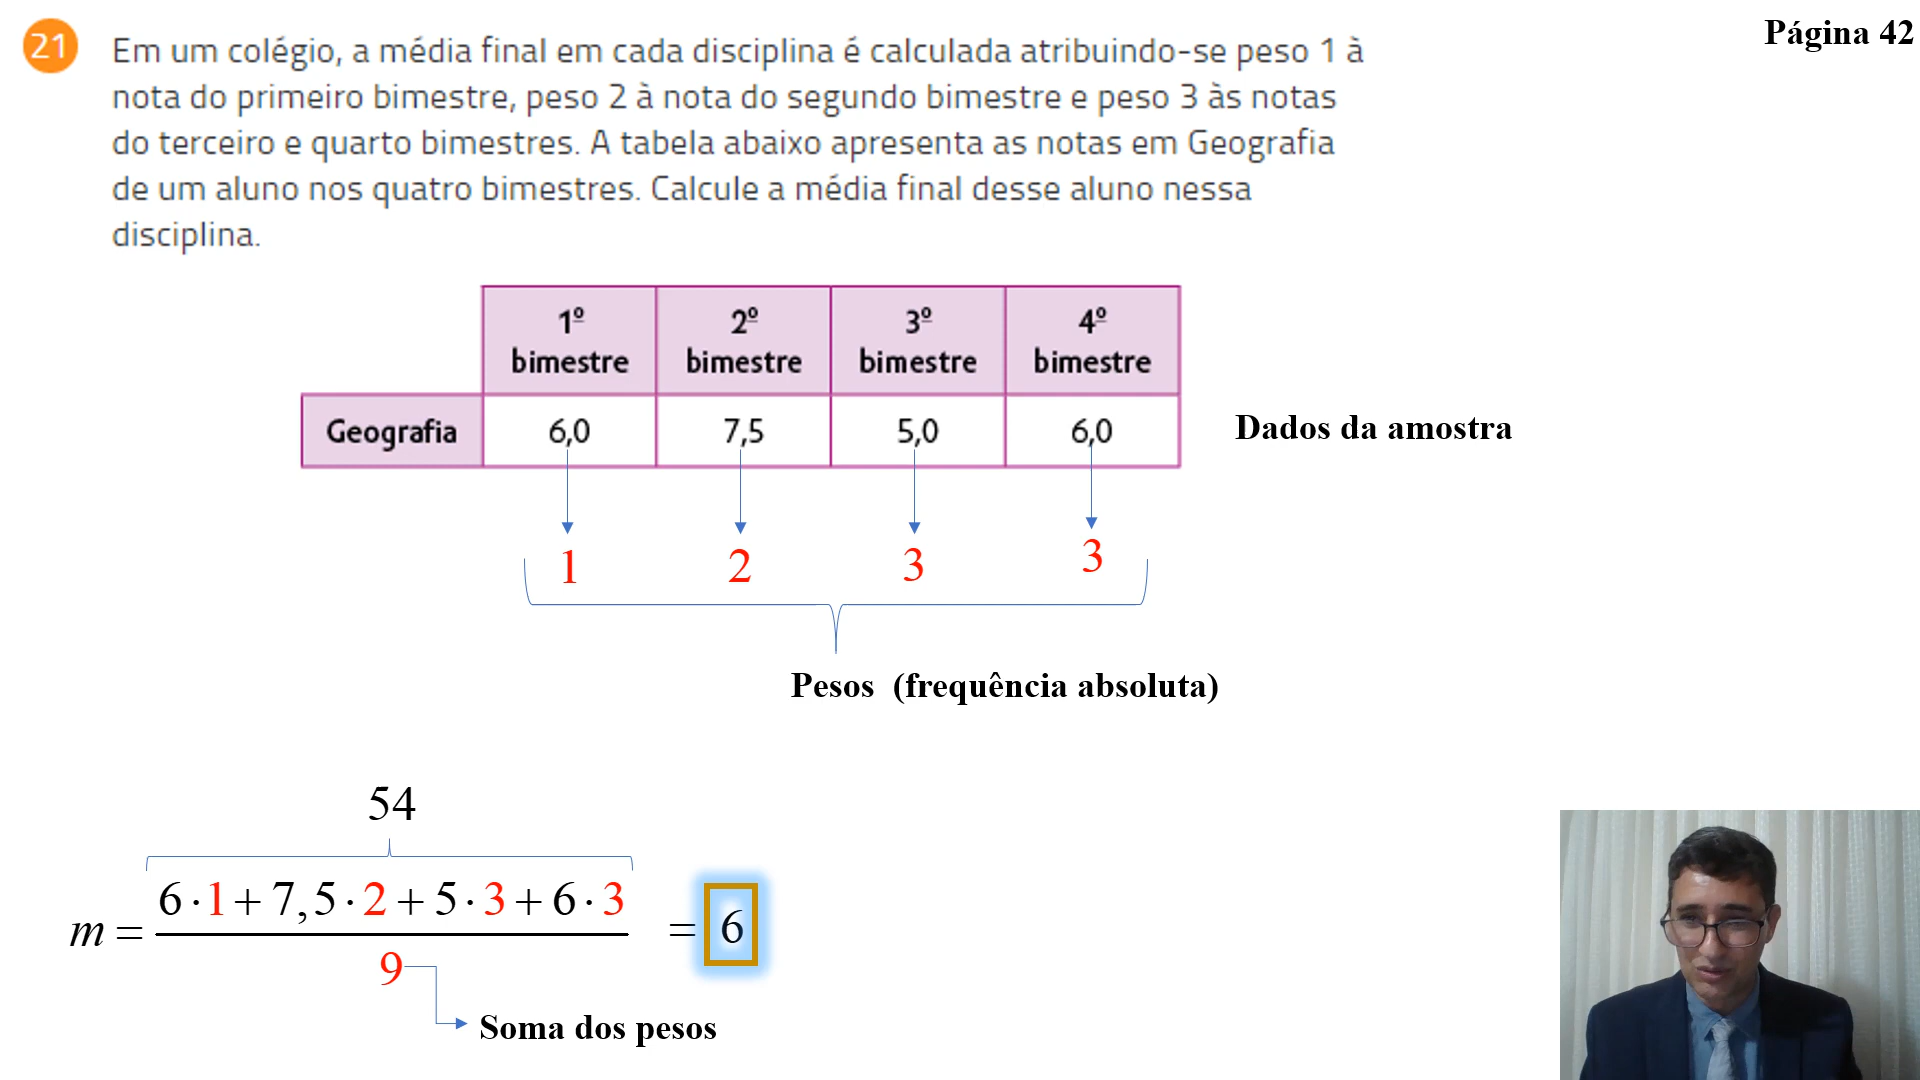 21
Página 42
Em um colégio, a média final em cada disciplina é calculada atribuindo-se peso 1 à
nota do primeiro bimestre, peso 2 à nota do segundo bimestre e peso 3 às notas
do terceiro e quarto bimestres. A tabela abaixo apresenta as notas em Geografia
de um aluno nos quatro bimestres. Calcule a média final desse aluno nessa
disciplina.
1º bimestre 2º bimestre 3º bimestre 4º bimestre
Geografia 6,0 7,5 5,0 6,0
Dados da amostra
1 2 3 3
Pesos (frequência absoluta)
54
6·1+7,5·2+5·3+6·3
m = = 6
9
Soma dos pesos